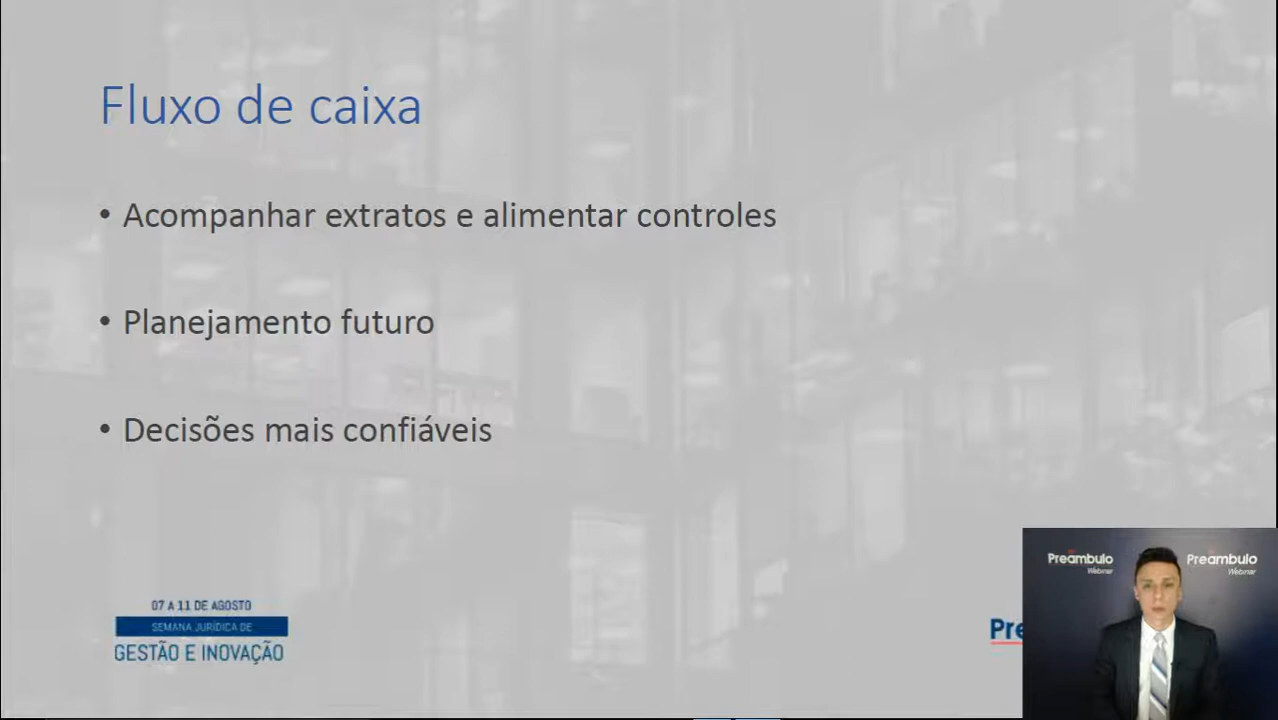 Fluxo de caixa
• Acompanhar extratos e alimentar controles
• Planejamento futuro
• Decisões mais confiáveis
07 A 11 DE AGOSTO
SEMANA JURÍDICA DE
GESTÃO E INOVAÇÃO
Pre
Preâmbulo
Webinar
Preâmbulo
Webinar